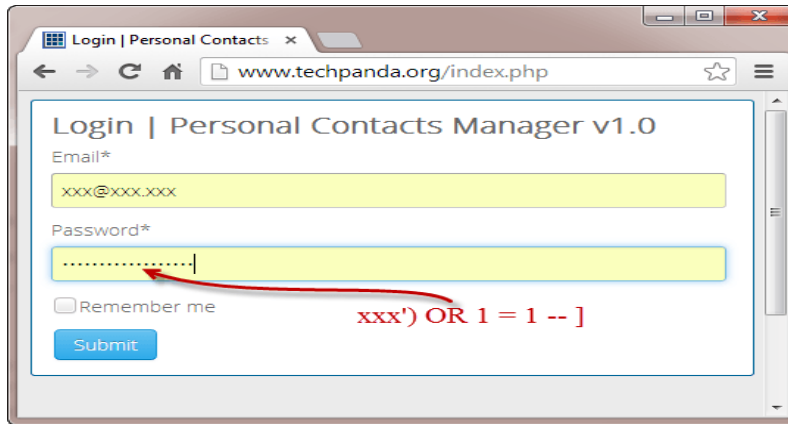 Login | Personal Contacts
www.techpanda.org/index.php
Login | Personal Contacts Manager v1.0
Email*
xxx@xxx.xxx
Password*
Remember me
xxx') OR 1 = 1 -- ]
Submit